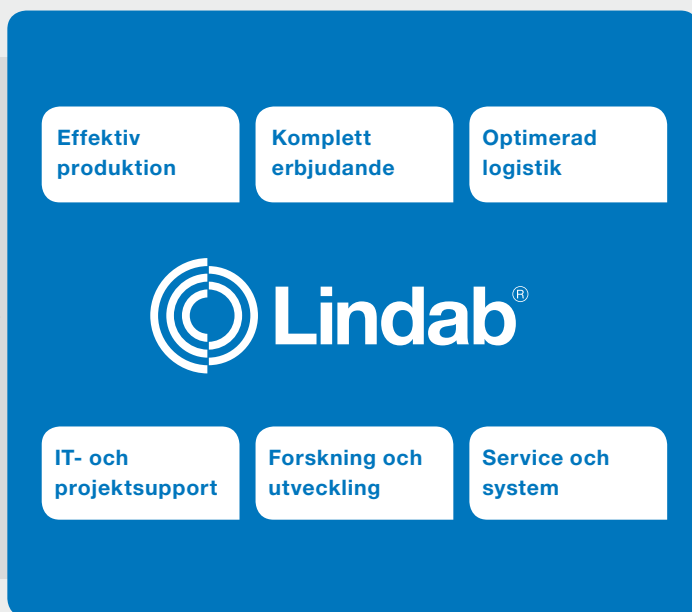 Effektiv
produktion
Komplett
erbjudande
Optimerad
logistik
Lindab®
IT- och
projektsupport
Forskning och
utveckling
Service och
system